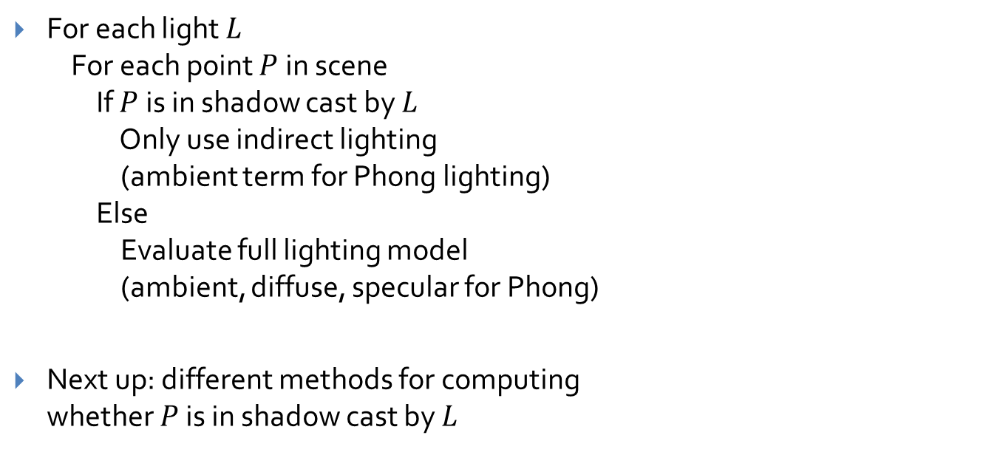 For each light L
For each point P in scene
If P is in shadow cast by L
Only use indirect lighting
(ambient term for Phong lighting)
Else
Evaluate full lighting model
(ambient, diffuse, specular for Phong)
Next up: different methods for computing
whether P is in shadow cast by L